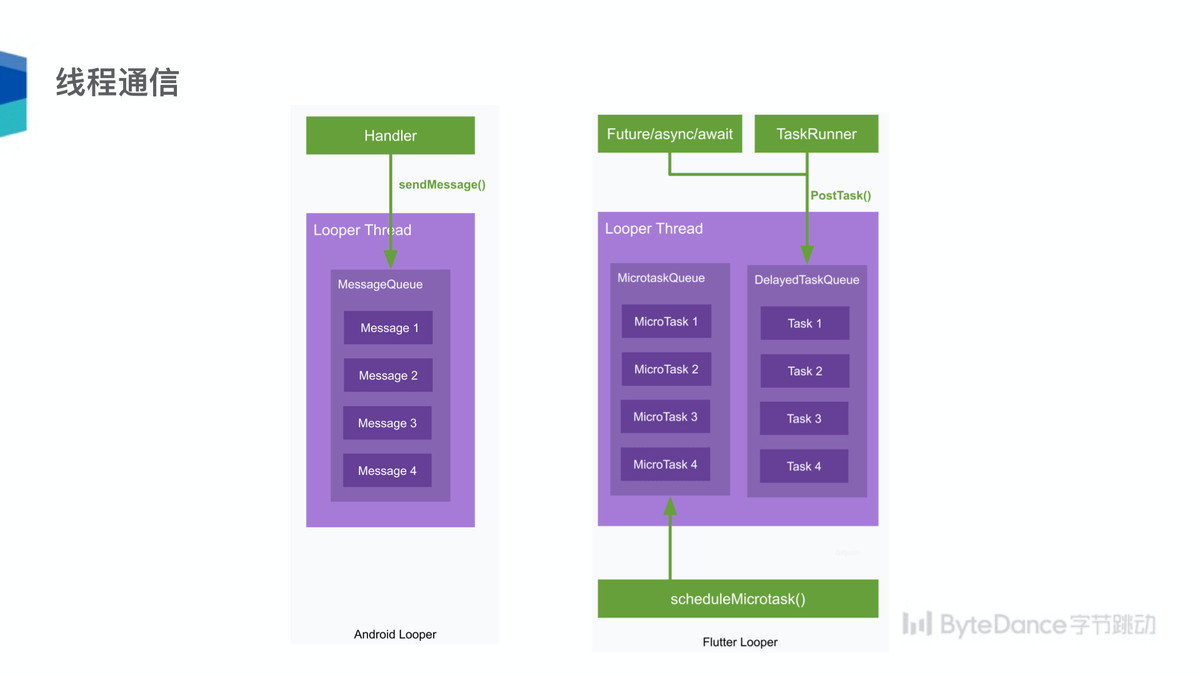 线程通信
Handler
sendMessage()
Looper Thread
MessageQueue
Message 1
Message 2
Message 3
Message 4
Android Looper
Future/async/await
TaskRunner
PostTask()
Looper Thread
MicrotaskQueue
MicroTask 1
MicroTask 2
MicroTask 3
MicroTask 4
DelayedTaskQueue
Task 1
Task 2
Task 3
Task 4
scheduleMicrotask()
Flutter Looper
ByteDance字节跳动